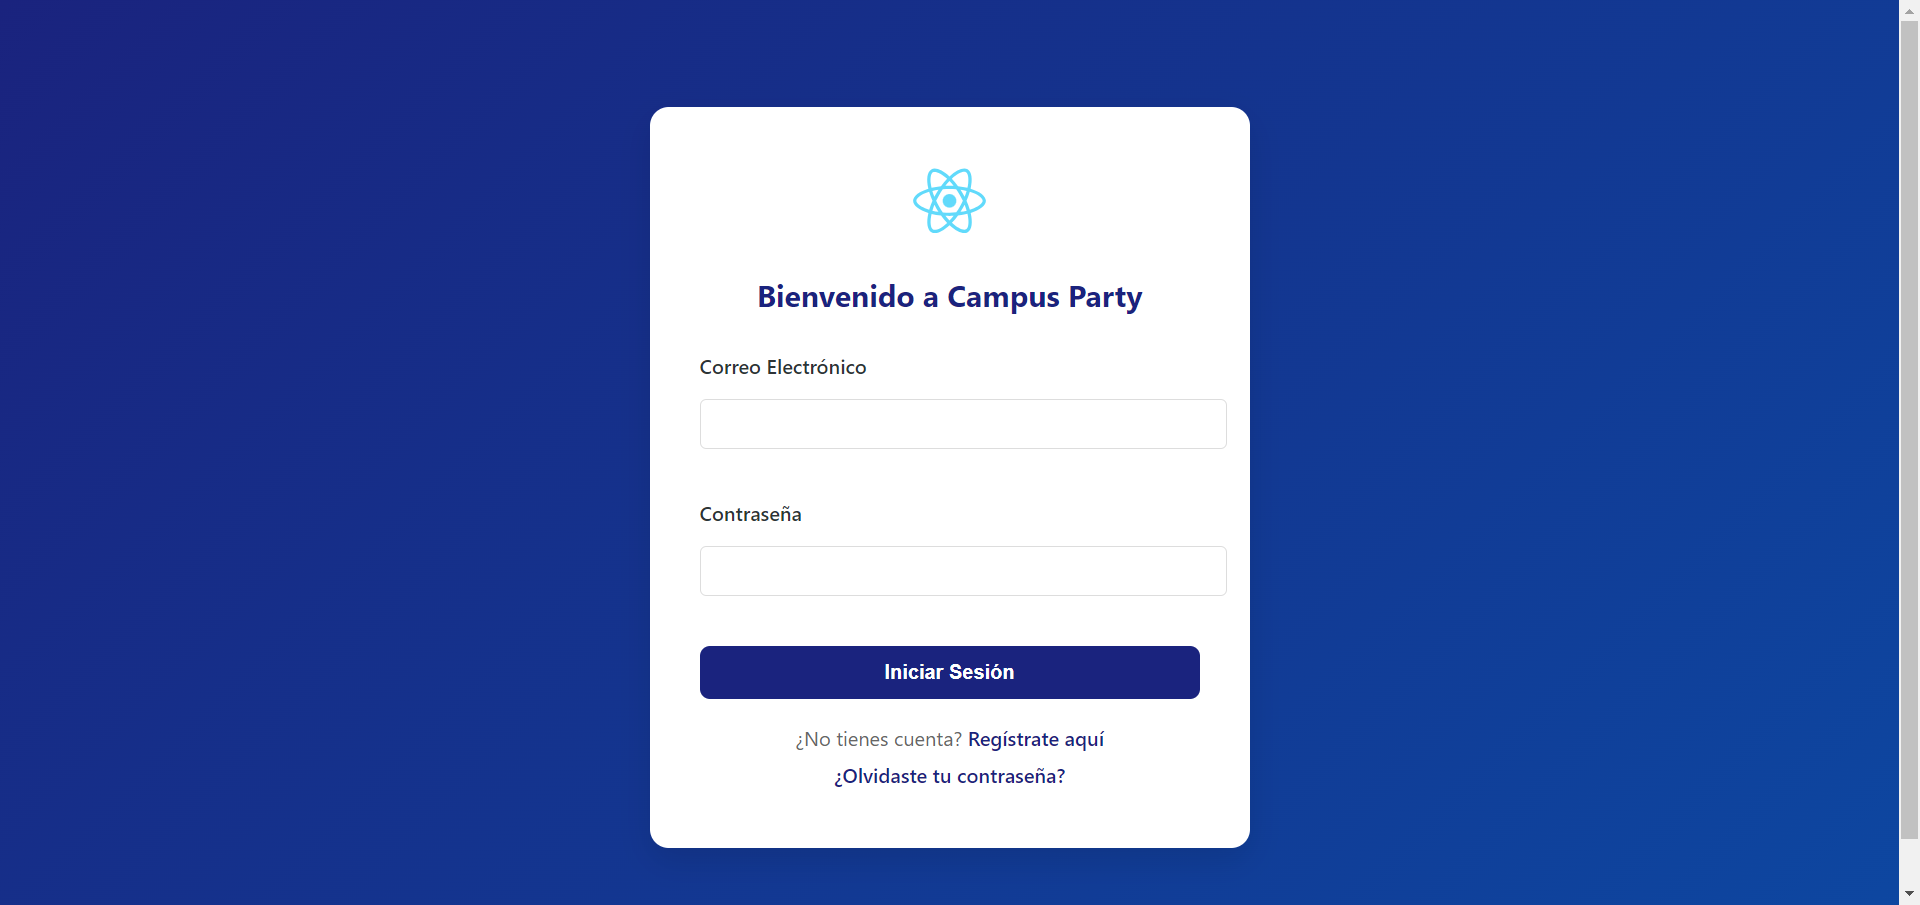 Bienvenido a Campus Party
Correo Electrónico
Contraseña
Iniciar Sesión
¿No tienes cuenta? Regístrate aquí
¿Olvidaste tu contraseña?